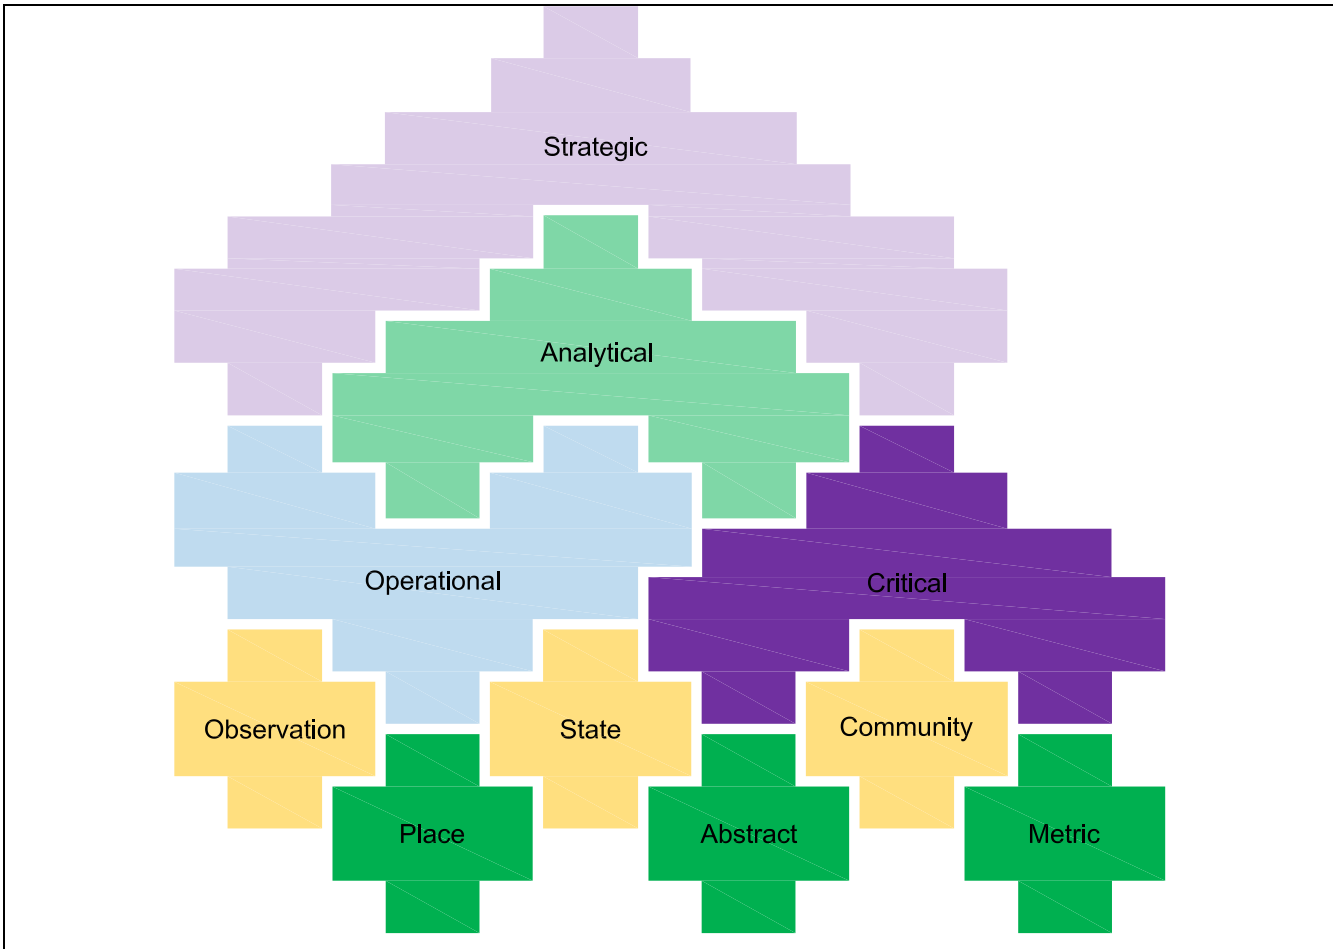 Strategic
Analytical
Operational
Critical
Observation
State
Community
Place
Abstract
Metric